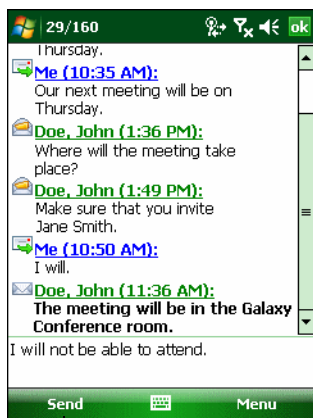 29/160
ok
Thursday.
Me (10:35 AM):
Our next meeting will be on
Thursday.
Doe, John (1:36 PM):
Where will the meeting take
place?
Doe, John (1:49 PM):
Make sure that you invite
Jane Smith.
Me (10:50 AM):
I will.
Doe, John (11:36 AM):
The meeting will be in the Galaxy
Conference room.
I will not be able to attend.
Send
Menu